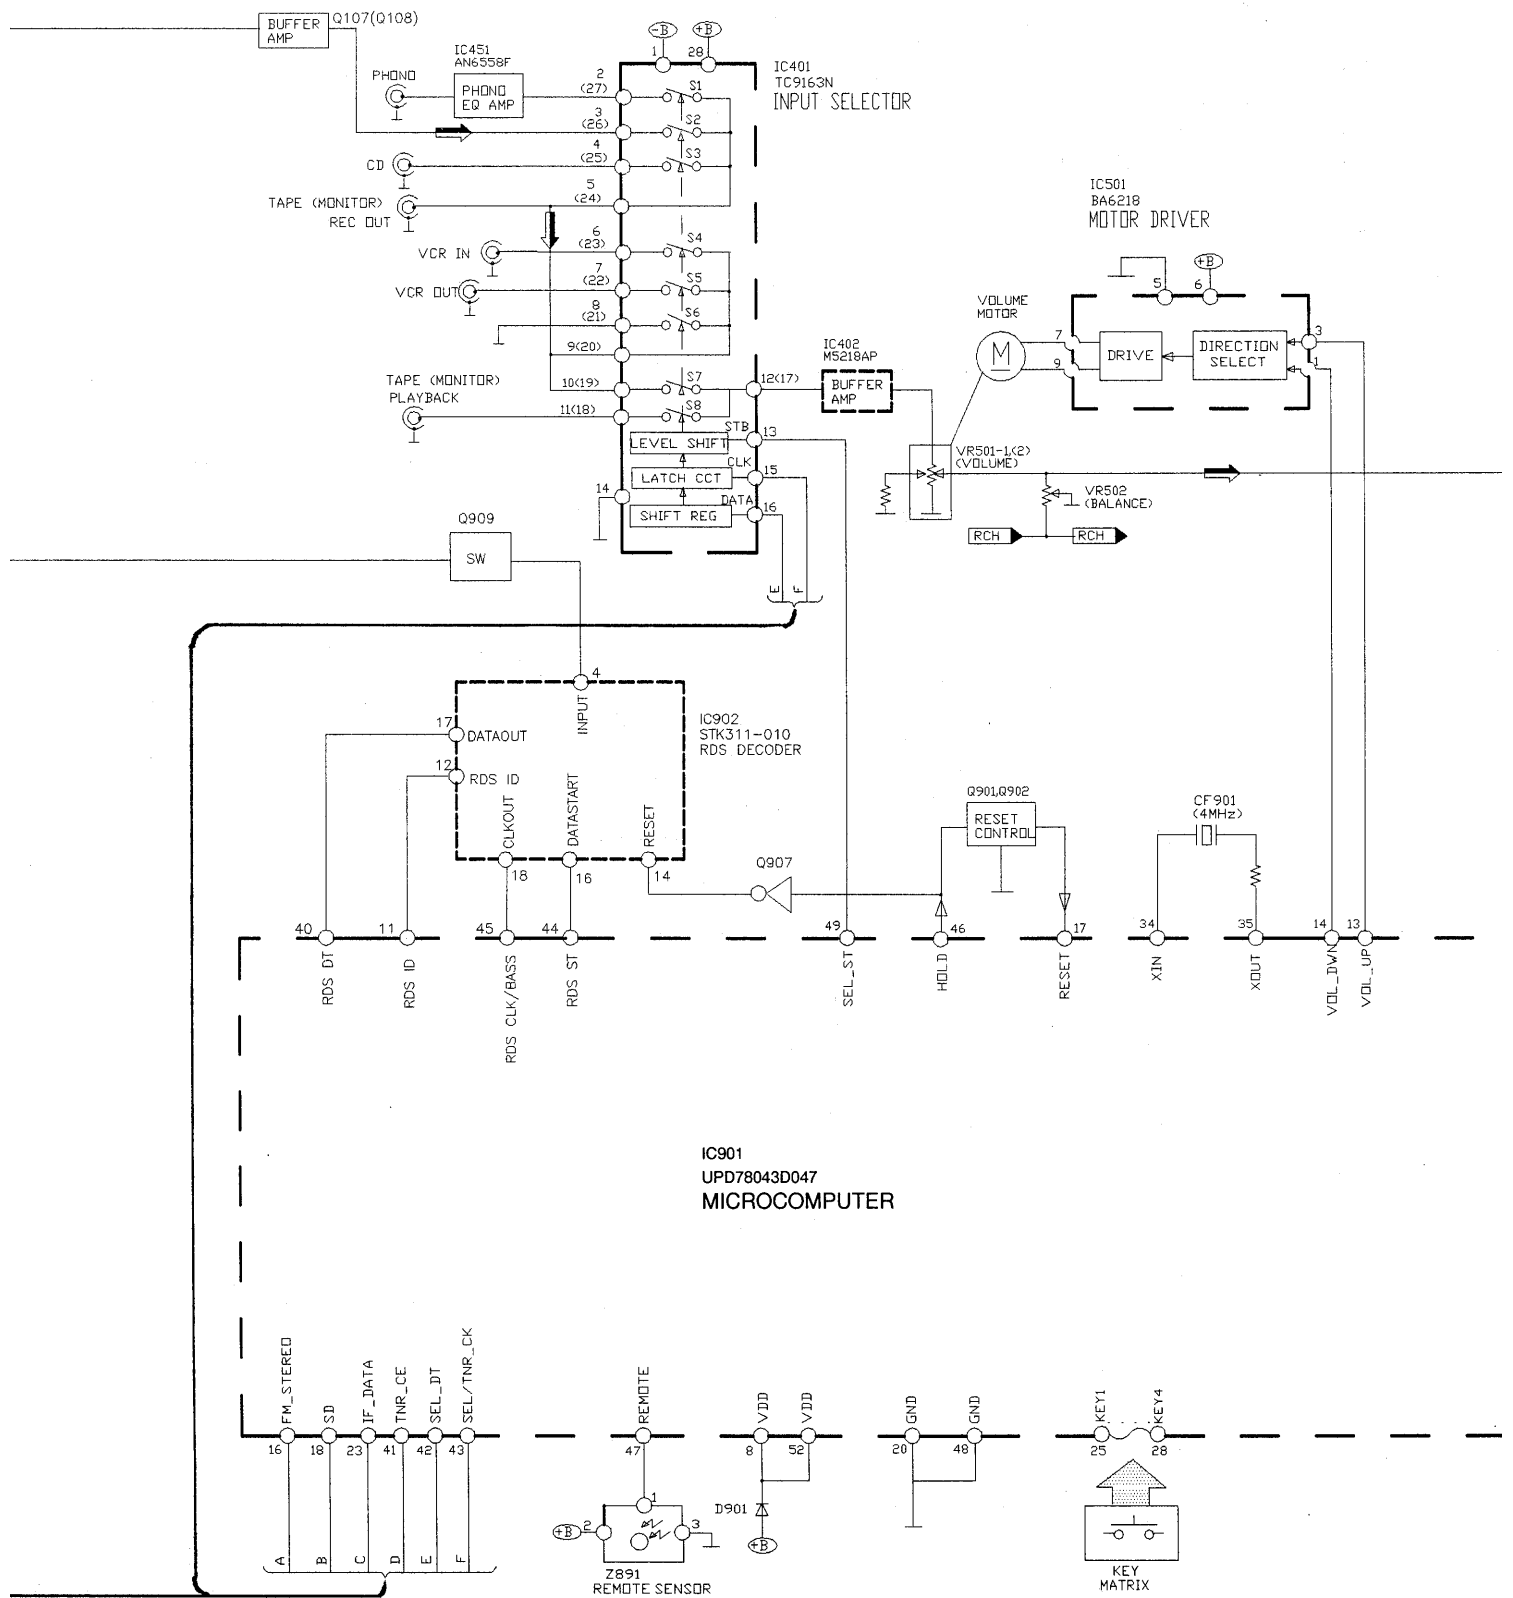 BUFFER
AMP
Q107(Q108)
IC451
AN6558F
PHONO
PHONO
EQ AMP
2
(27)
3
(26)
CD
4
(25)
TAPE (MONITOR)
REC OUT
5
(24)
VCR IN
6
(23)
VCR OUT
7
(22)
8
(21)
9(20)
10(19)
TAPE (MONITOR)
PLAYBACK
11(18)
-B
+B
1
28
IC401
TC9163N
INPUT SELECTOR
S1
S2
S3
S4
S5
S6
S7
S8
12(17)
STB
13
LEVEL SHIFT
CLK
15
LATCH CCT
14
DATA
16
SHIFT REG
E
F
IC402
M5218AP
BUFFER
AMP
IC501
BA6218
MOTOR DRIVER
+B
5
6
VOLUME
MOTOR
M
7
9
DRIVE
DIRECTION
SELECT
3
1
VR501-1,(2)
(VOLUME)
VR502
(BALANCE)
RCH
RCH
Q909
SW
4
INPUT
IC902
STK311-010
RDS DECODER
17
DATAOUT
12
RDS ID
CLKOUT
DATASTART
RESET
18
16
14
Q907
Q901,Q902
RESET
CONTROL
CF901
(4MHz)
40
11
45
44
49
46
17
34
35
14
13
RDS DT
RDS ID
RDS CLK/BASS
RDS ST
SEL_ST
HOLD
RESET
XIN
XOUT
VOL_DWN
VOL_UP
IC901
UPD78043D047
MICROCOMPUTER
FM_STEREO
SD
IF_DATA
TNR_CE
SEL_DT
SEL/TNR_CK
REMOTE
VDD
VDD
GND
GND
KEY1
KEY4
16
18
23
41
42
43
47
8
52
20
48
25
28
A
B
C
D
E
F
1
+B
2
3
Z891
REMOTE SENSOR
D901
+B
KEY
MATRIX